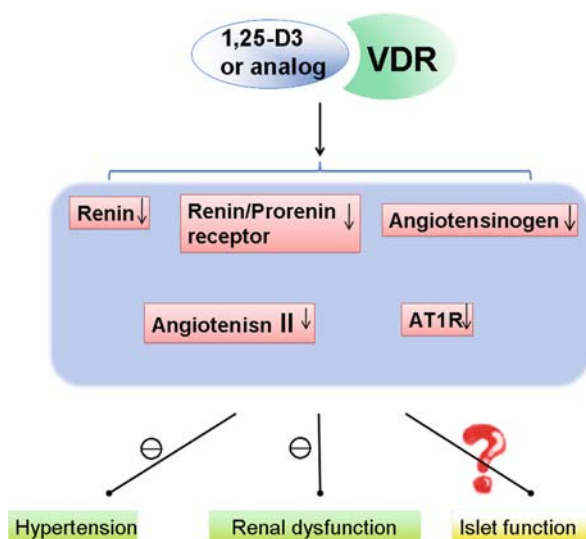 1,25-D3
or analog
VDR
Renin↓
Renin/Prorenin ↓
receptor
Angiotensinogen ↓
Angiotenisn II ↓
AT1R↓
⊖
⊖
?
Hypertension
Renal dysfunction
Islet function